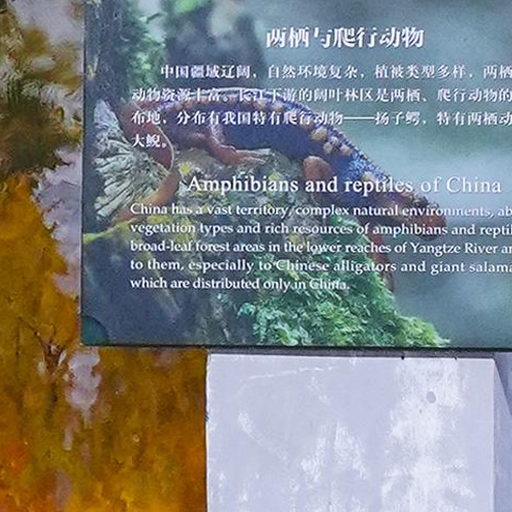 两栖与爬行动物
中国疆域辽阔，自然环境复杂，植被类型多样，两栖
动物资源丰富。长江下游的阔叶林区是两栖、爬行动物的
布地，分布有我国特有爬行动物——扬子鳄，特有两栖动
大鲵。
Amphibians and reptiles of China
China has a vast territory, complex natural environments, ab
vegetation types and rich resources of amphibians and repti
broad-leaf forest areas in the lower reaches of Yangtze River ar
to them, especially to Chinese alligators and giant salama
which are distributed only in China.